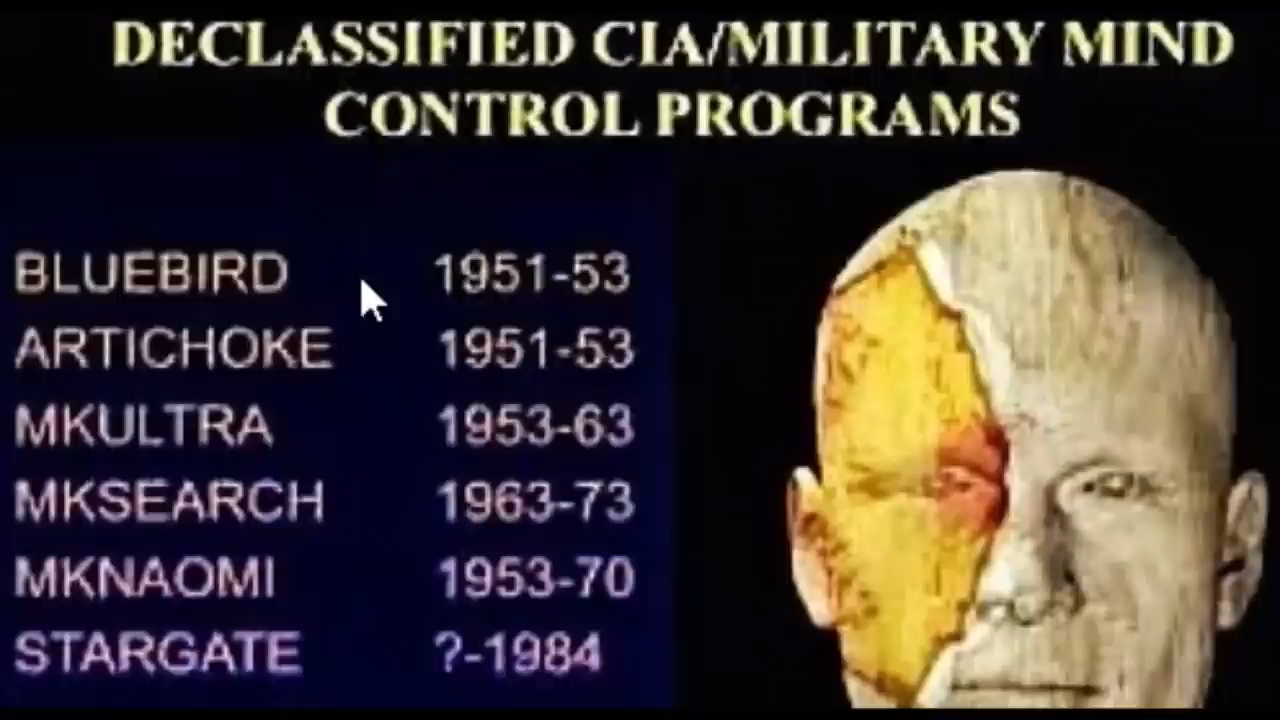 DECLASSIFIED CIA/MILITARY MIND
CONTROL PROGRAMS
BLUEBIRD 1951-53
ARTICHOKE 1951-53
MKULTRA 1953-63
MKSEARCH 1963-73
MKNAOMI 1953-70
STARGATE ?-1984